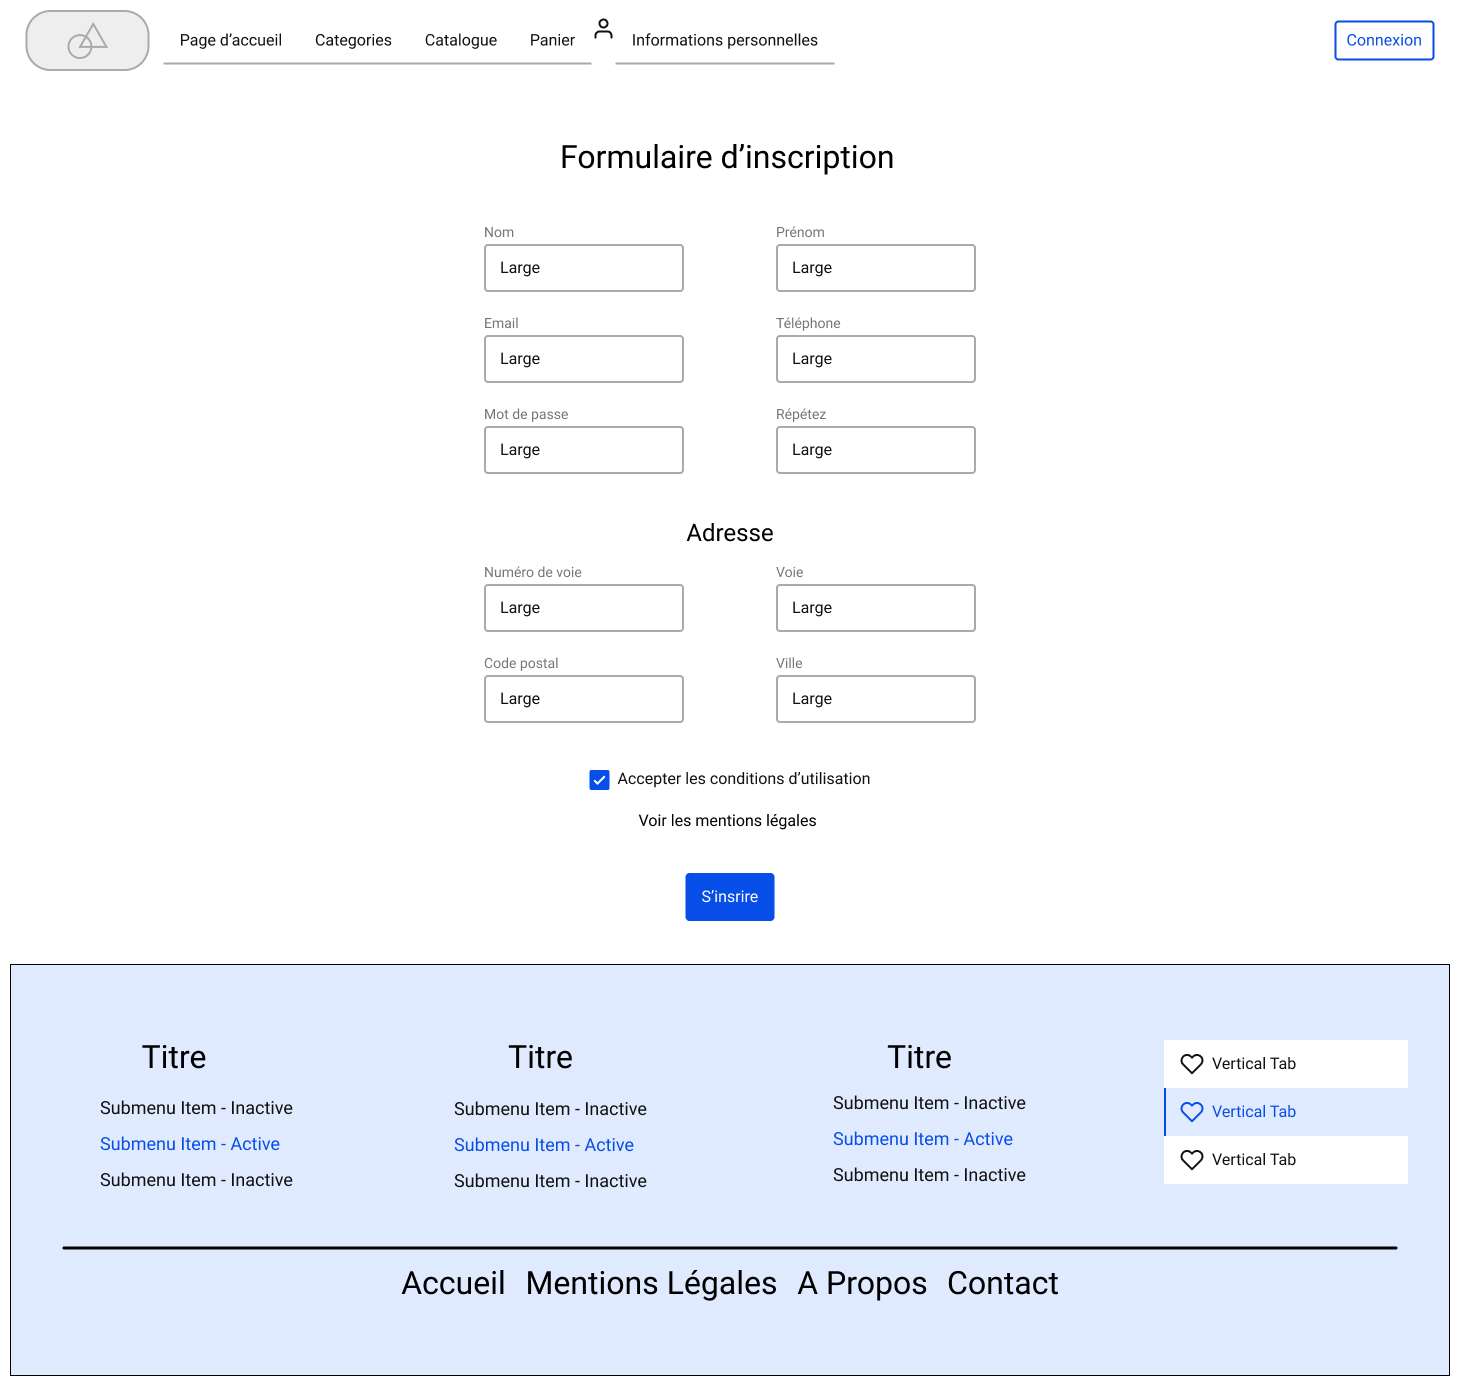 Page d’accueil Categories Catalogue Panier Informations personnelles Connexion
Formulaire d’inscription
Nom Prénom
Large Large
Email Téléphone
Large Large
Mot de passe Répétez
Large Large
Adresse
Numéro de voie Voie
Large Large
Code postal Ville
Large Large
Accepter les conditions d’utilisation
Voir les mentions légales
S’insrire
Titre
Submenu Item - Inactive
Submenu Item - Active
Submenu Item - Inactive
Titre
Submenu Item - Inactive
Submenu Item - Active
Submenu Item - Inactive
Titre
Submenu Item - Inactive
Submenu Item - Active
Submenu Item - Inactive
Vertical Tab
Vertical Tab
Vertical Tab
Accueil Mentions Légales A Propos Contact